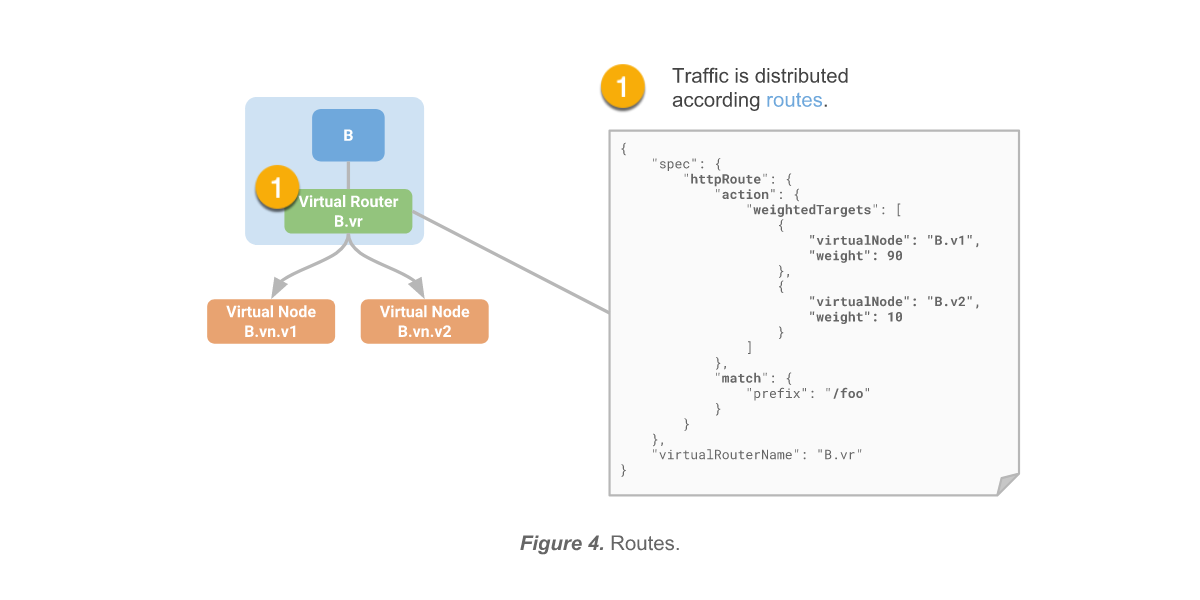 1
Traffic is distributed
according routes.
B
1
Virtual Router
B.vr
Virtual Node
B.vn.v1
Virtual Node
B.vn.v2
{
    "spec": {
        "httpRoute": {
            "action": {
                "weightedTargets": [
                    {
                        "virtualNode": "B.v1",
                        "weight": 90
                    },
                    {
                        "virtualNode": "B.v2",
                        "weight": 10
                    }
                ]
            },
            "match": {
                "prefix": "/foo"
            }
        }
    },
    "virtualRouterName": "B.vr"
}
Figure 4. Routes.